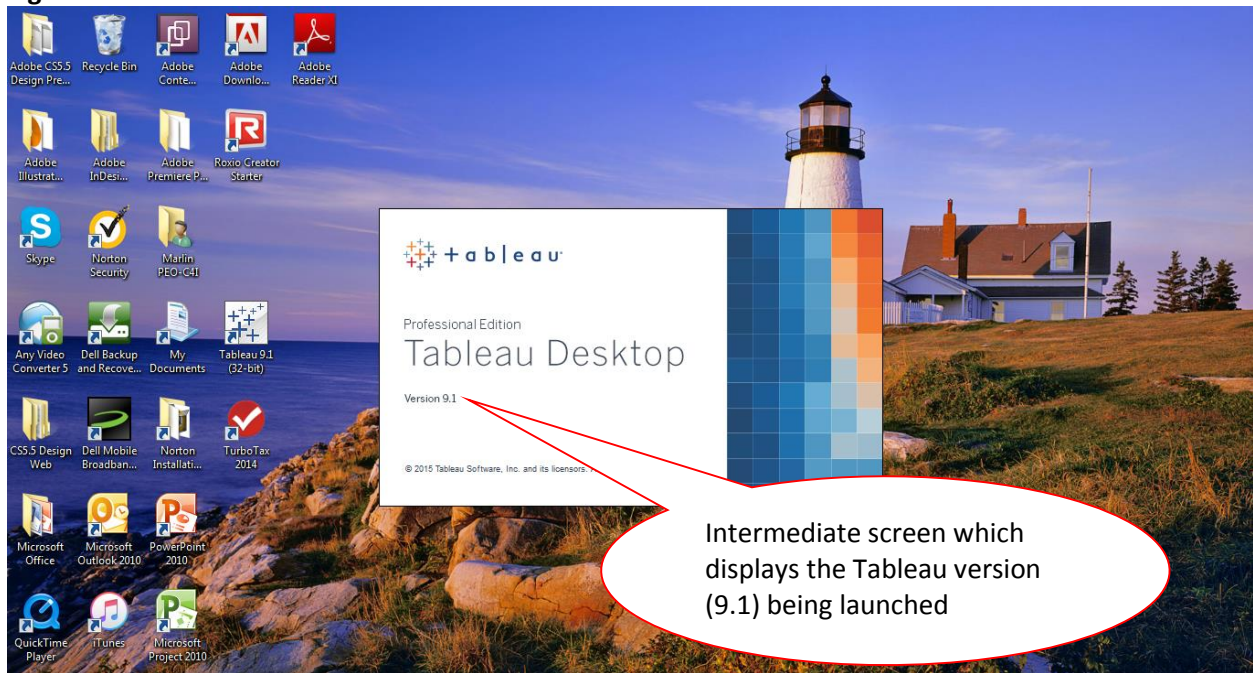 Adobe CS5.5
Design Pre...
Recycle Bin
Adobe
Conte...
Adobe
Downlo...
Adobe
Reader XI
Adobe
Illustrat...
Adobe
InDesi...
Adobe
Premiere P...
Roxio Creator
Starter
Skype
Norton
Security
Marlin
PEO-C4I
Any Video
Converter 5
Dell Backup
and Recove...
My
Documents
Tableau 9.1
(32-bit)
CS5.5 Design
Web
Dell Mobile
Broadban...
Norton
Installati...
TurboTax
2014
Microsoft
Office
Microsoft
Outlook 2010
PowerPoint
2010
QuickTime
Player
iTunes
Microsoft
Project 2010
+ableau
Professional Edition
Tableau Desktop
Version 9.1
© 2015 Tableau Software, Inc. and its licensors.
Intermediate screen which
displays the Tableau version
(9.1) being launched